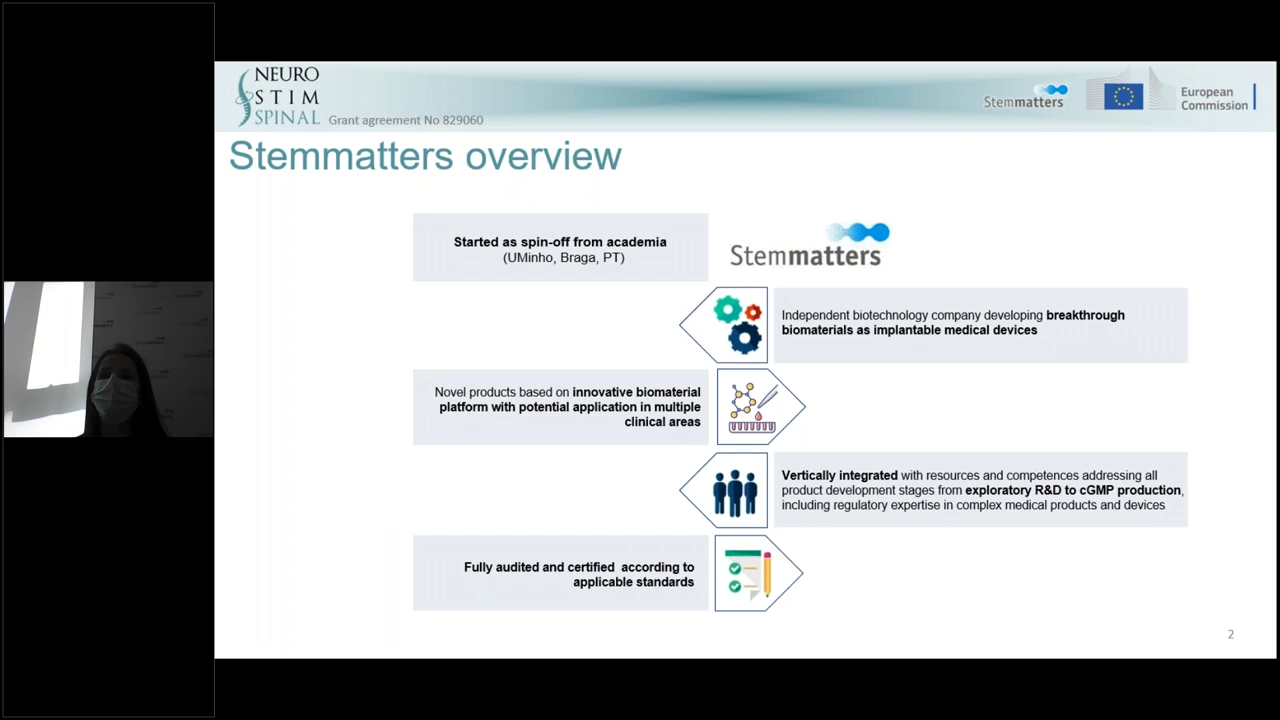 NEURO
STIM
SPINAL
Grant agreement No 829060
Stemmatters
European
Commission
Stemmatters overview
Started as spin-off from academia
(UMinho, Braga, PT)
Stemmatters
Independent biotechnology company developing breakthrough
biomaterials as implantable medical devices
Novel products based on innovative biomaterial
platform with potential application in multiple
clinical areas
Vertically integrated with resources and competences addressing all
product development stages from exploratory R&D to cGMP production,
including regulatory expertise in complex medical products and devices
Fully audited and certified according to
applicable standards
2